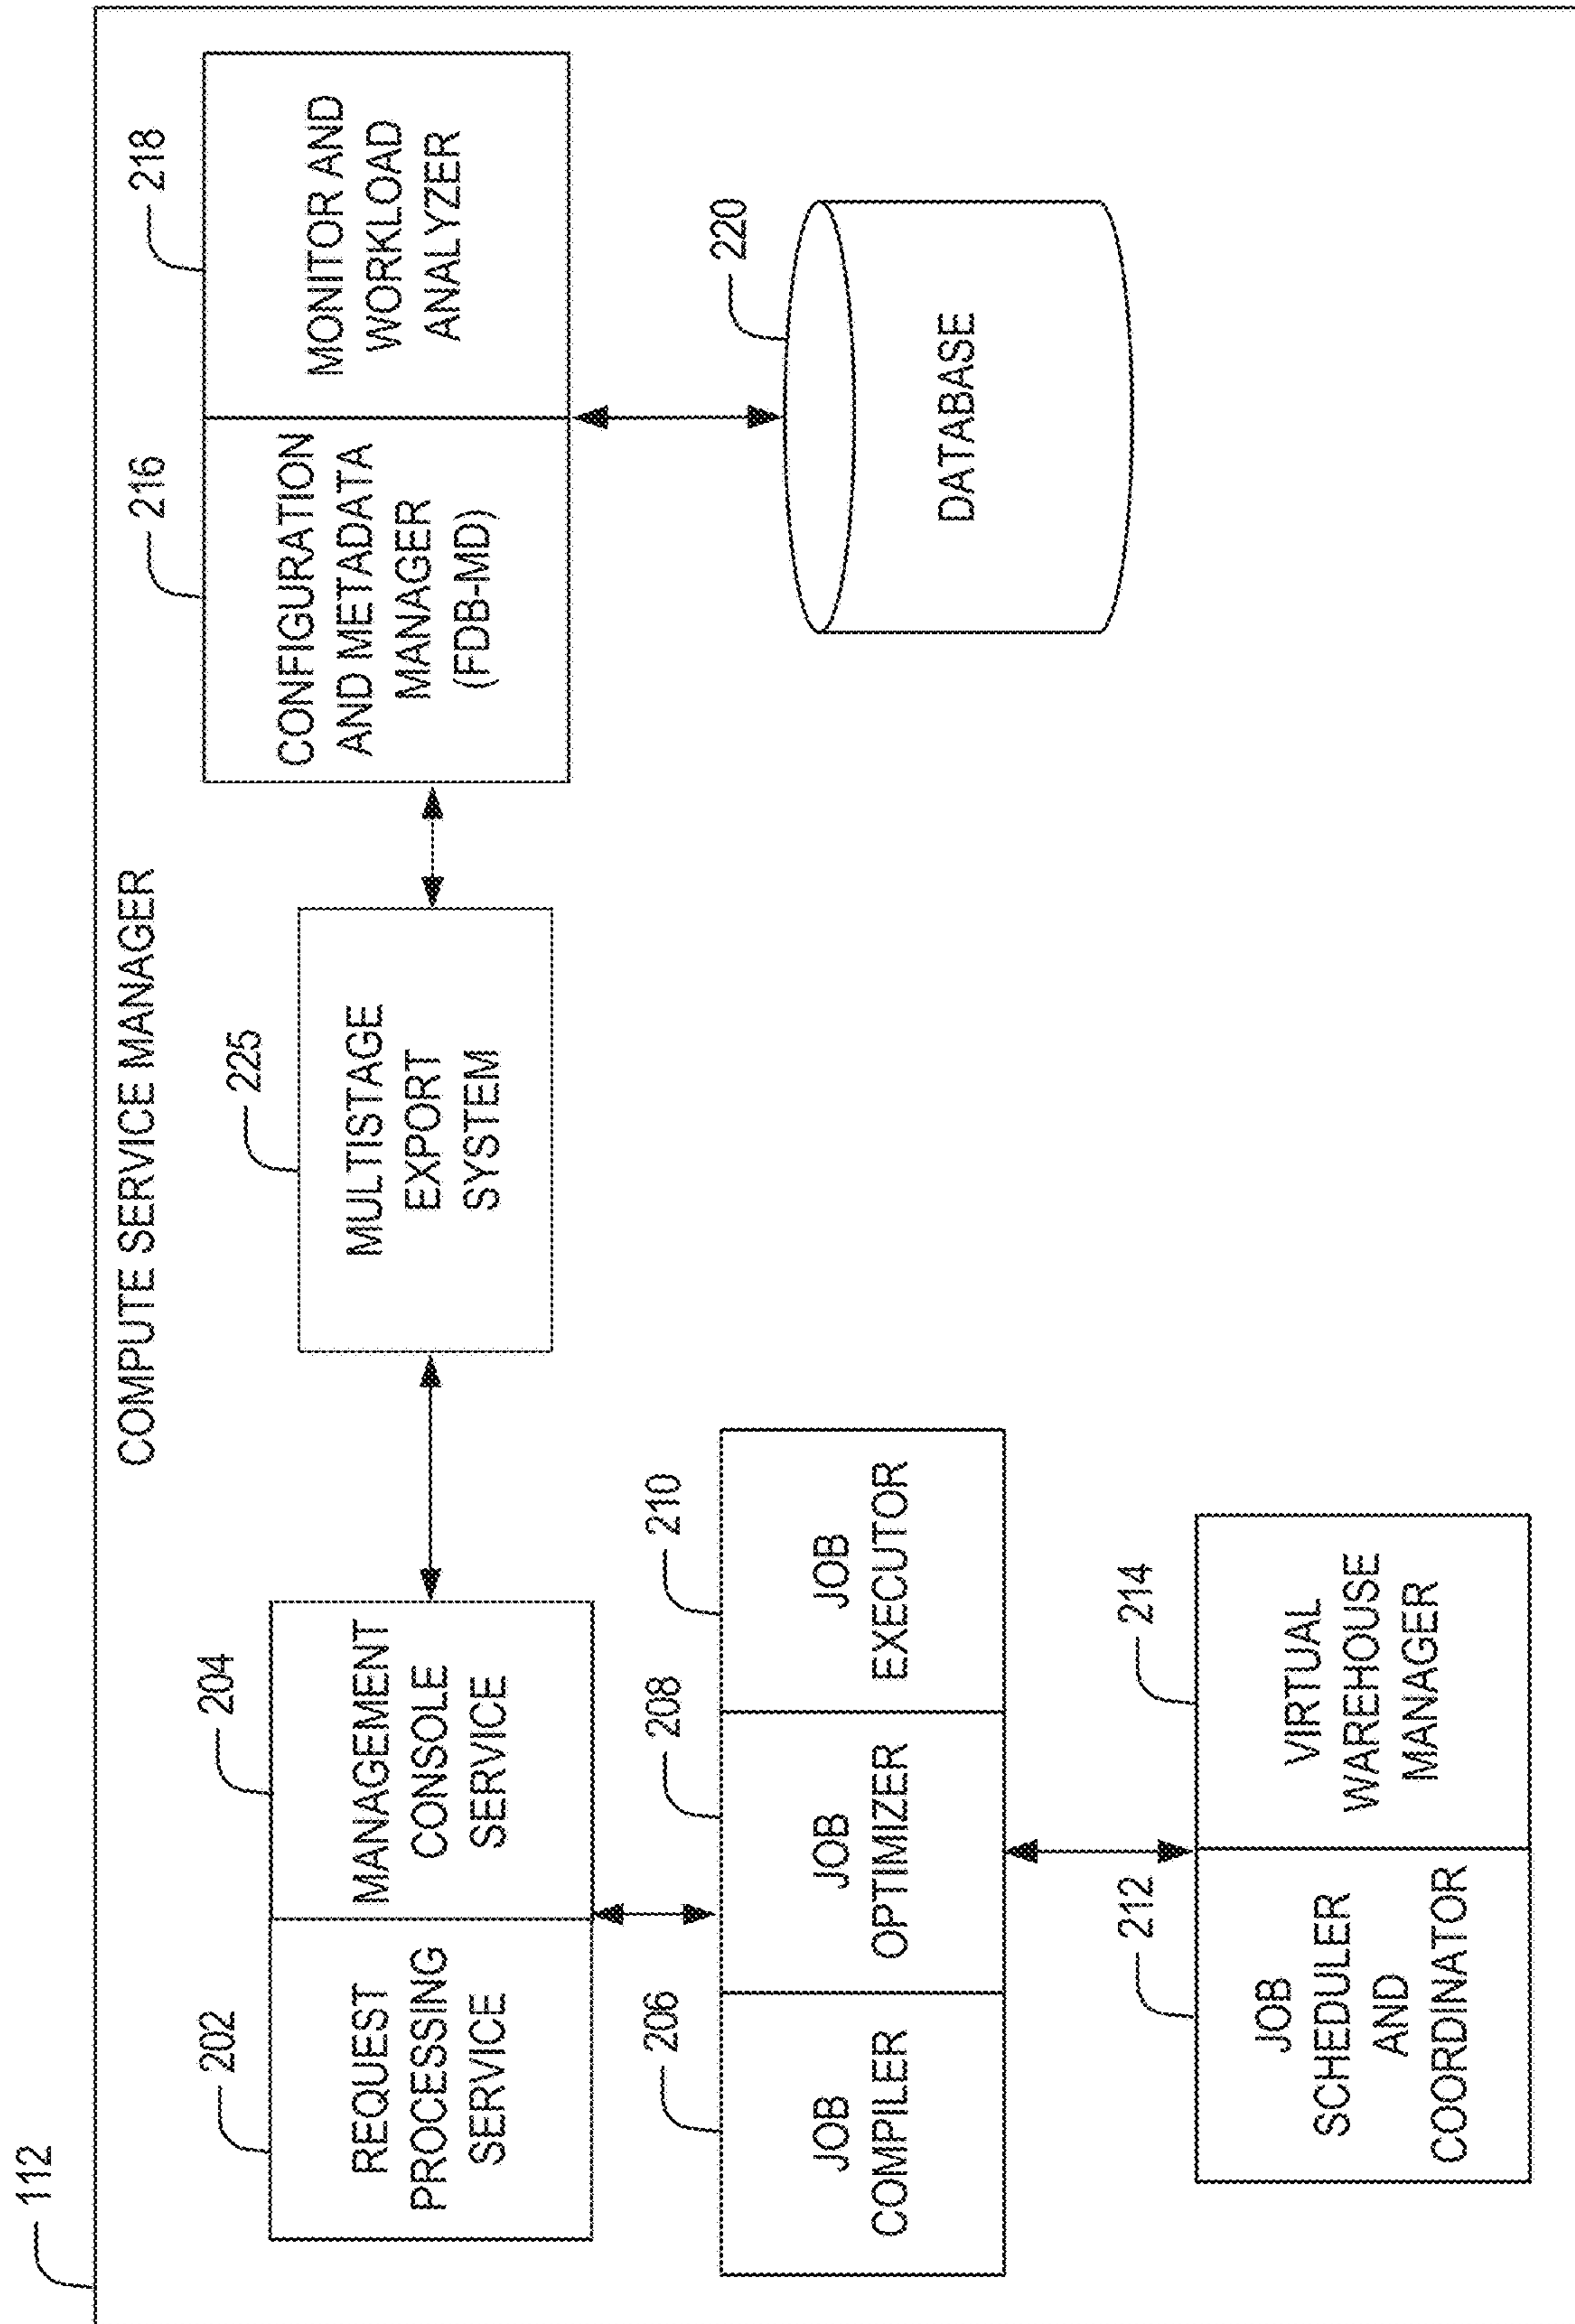 112
COMPUTE SERVICE MANAGER
202
REQUEST
PROCESSING
SERVICE
204
MANAGEMENT
CONSOLE
SERVICE
225
MULTISTAGE
EXPORT
SYSTEM
216
CONFIGURATION
AND METADATA
MANAGER
(FDB-MD)
218
MONITOR AND
WORKLOAD
ANALYZER
206
JOB
COMPILER
208
JOB
OPTIMIZER
210
JOB
EXECUTOR
220
DATABASE
212
JOB
SCHEDULER
AND
COORDINATOR
214
VIRTUAL
WAREHOUSE
MANAGER